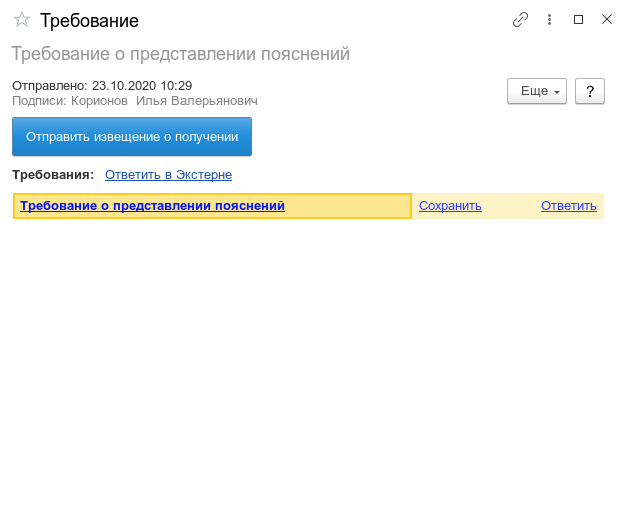 Требование
Требование о представлении пояснений
Отправлено: 23.10.2020 10:29
Подписи: Корионов Илья Валерьянович
Еще
?
Отправить извещение о получении
Требования: Ответить в Экстерне
Требование о представлении пояснений Сохранить Ответить